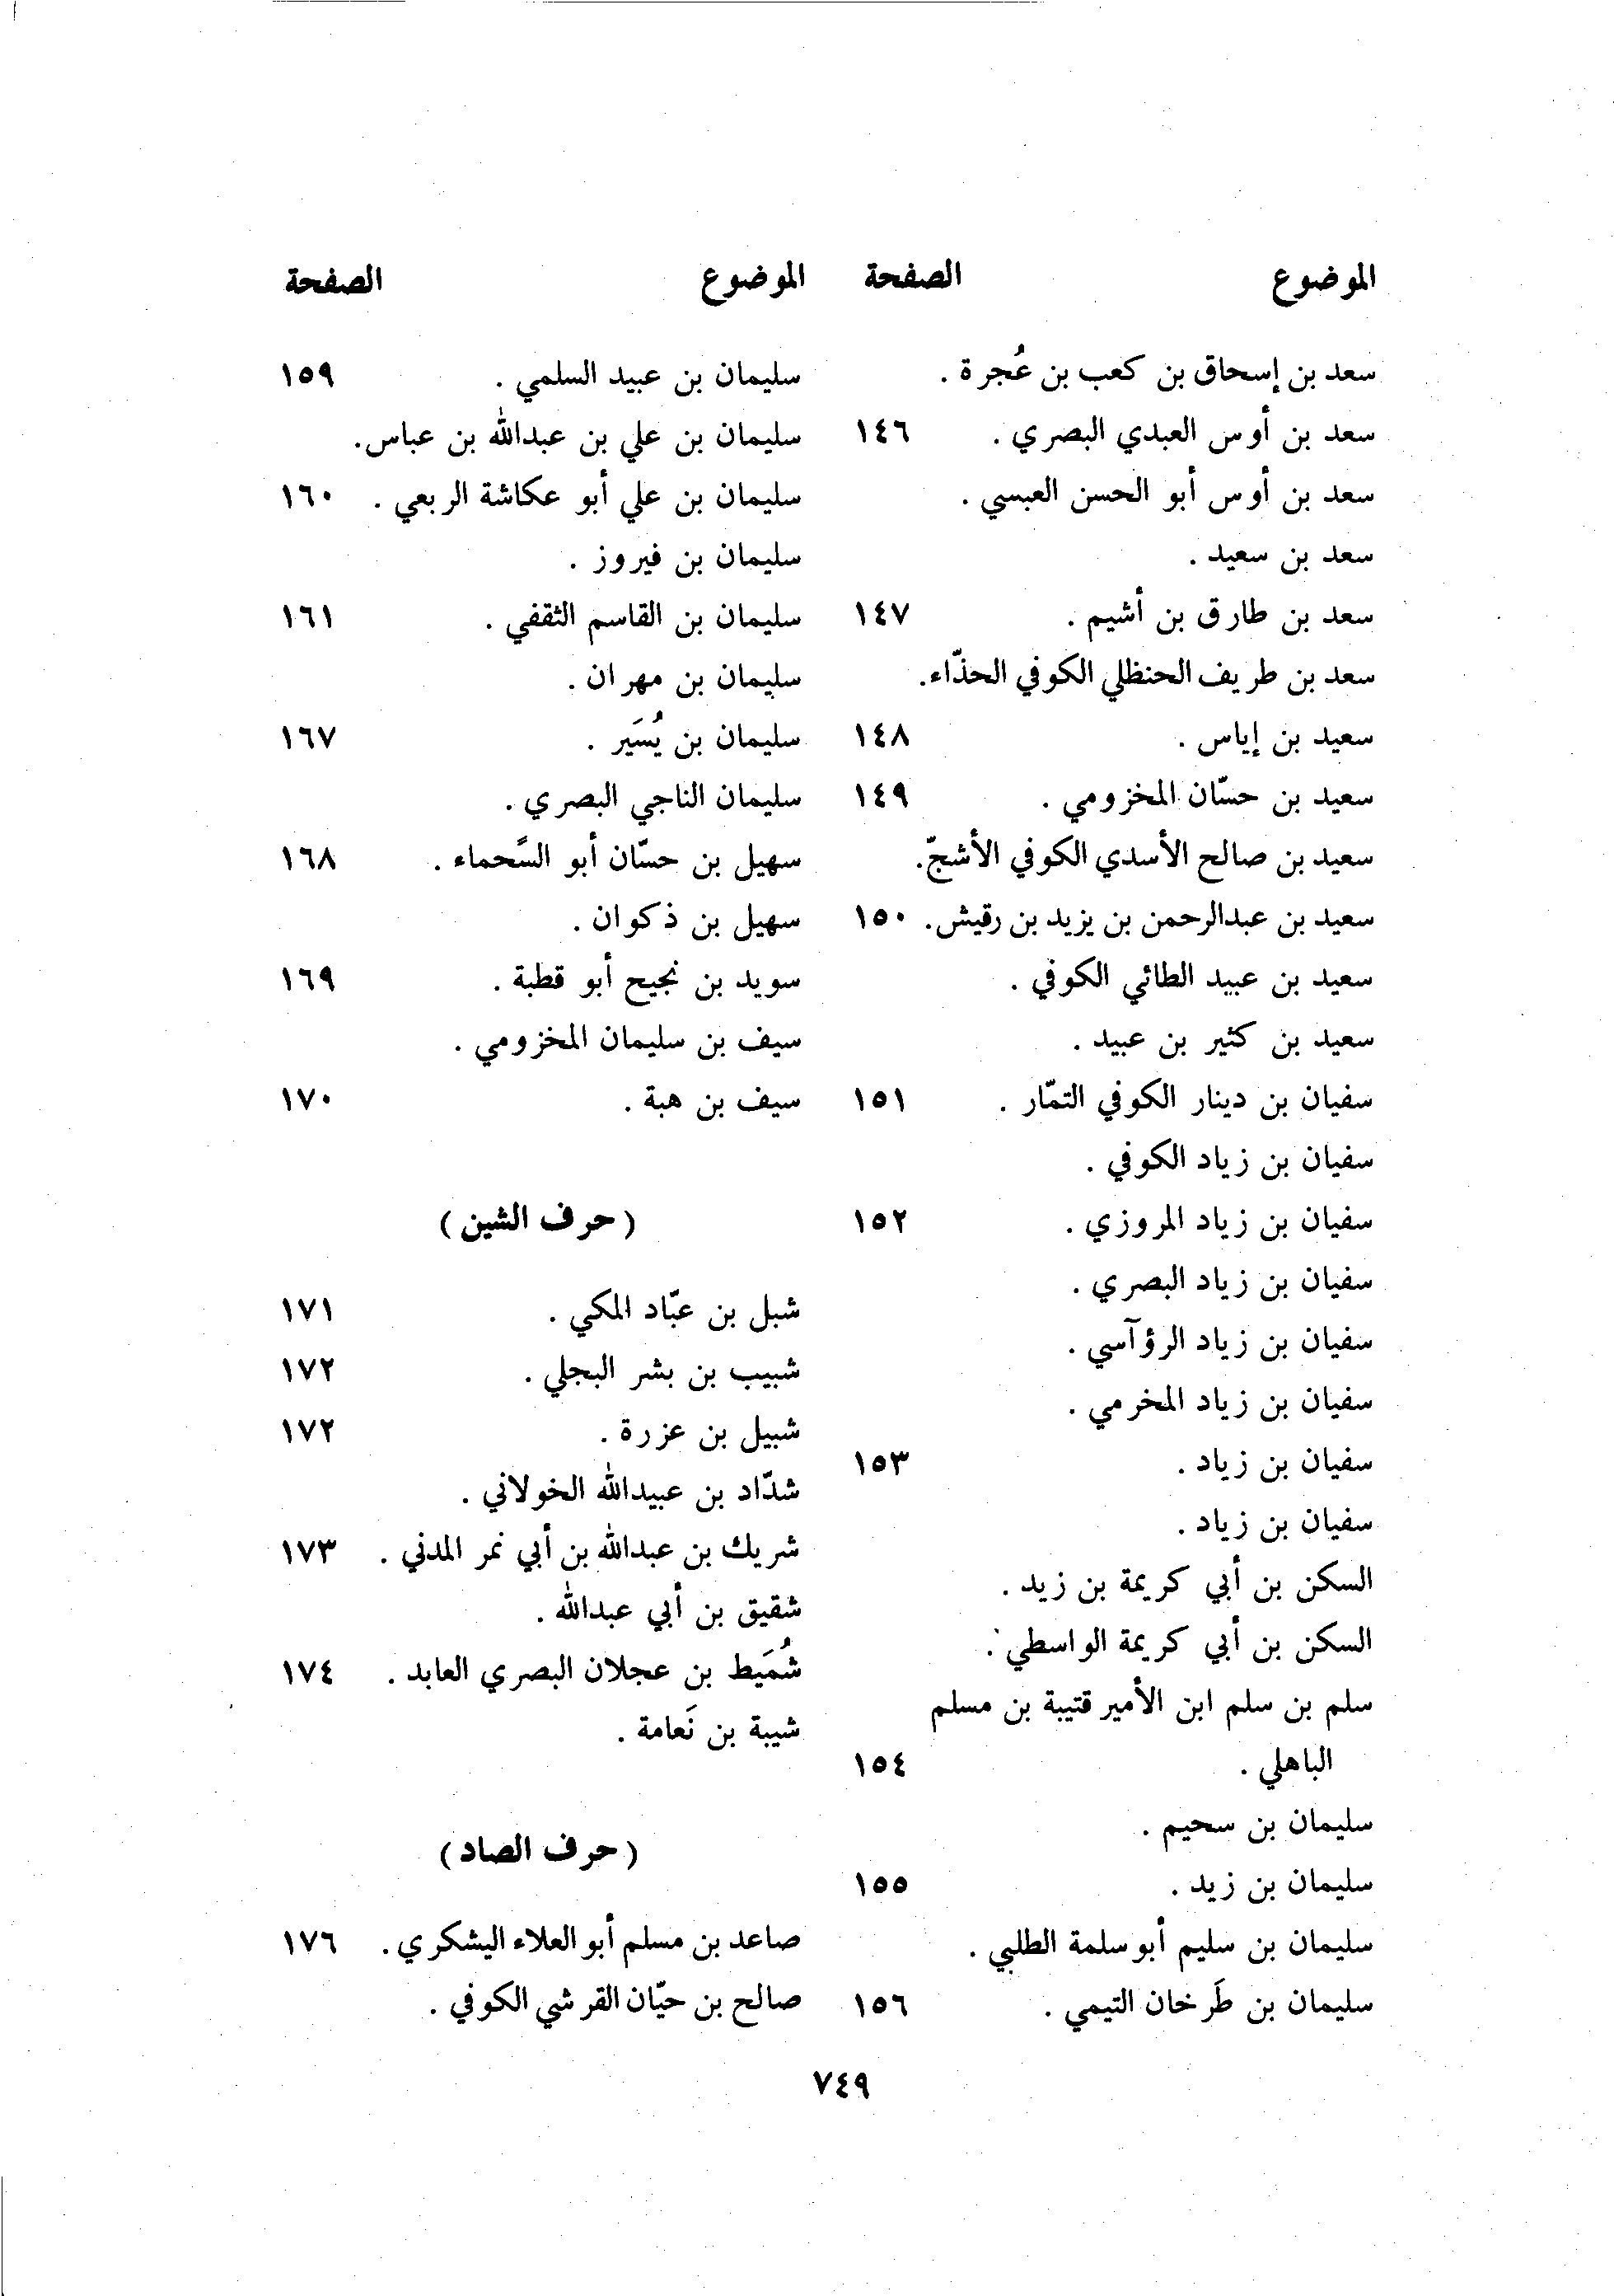 الموضوع الصفحة
سعد بن إسحاق بن كعب بن عُجرة .
سعد بن أوس العبدي البصري . ١٤٦
سعد بن أوس أبو الحسن العبسي .
سعد بن سعيد .
سعد بن طارق بن أشيم . ١٤٧
سعد بن طريف الحنظلي الكوفي الحذّاء.
سعيد بن إياس . ١٤٨
سعيد بن حسّان المخزومي . ١٤٩
سعيد بن صالح الأسدي الكوفي الأشجّ.
سعيد بن عبدالرحمن بن يزيد بن رقيش. ١٥٠
سعيد بن عبيد الطائي الكوفي .
سعيد بن كثير بن عبيد .
سفيان بن دينار الكوفي التمّار . ١٥١
سفيان بن زياد الكوفي .
سفيان بن زياد المروزي . ١٥٢
سفيان بن زياد البصري .
سفيان بن زياد الرؤآسي .
سفيان بن زياد المخرمي .
سفيان بن زياد . ١٥٣
سفيان بن زياد .
السكن بن أبي كريمة بن زيد .
السكن بن أبي كريمة الواسطي .
سلم بن سلم ابن الأمير قتيبة بن مسلم
الباهلي . ١٥٤
سليمان بن سحيم .
سليمان بن زيد . ١٥٥
سليمان بن سليم أبو سلمة الطلبي .
سليمان بن طَرخان التيمي . ١٥٦
الموضوع الصفحة
سليمان بن عبيد السلمي . ١٥٩
سليمان بن علي بن عبدالله بن عباس.
سليمان بن علي أبو عكاشة الربعي . ١٦٠
سليمان بن فيروز .
سليمان بن القاسم الثقفي . ١٦١
سليمان بن مهران .
سليمان بن يُسَير . ١٦٧
سليمان الناجي البصري .
سهيل بن حسّان أبو السَّحماء . ١٦٨
سهيل بن ذكوان .
سويد بن نجيح أبو قطبة . ١٦٩
سيف بن سليمان المخزومي .
سيف بن هبة . ١٧٠
( حرف الشين )
شبل بن عبّاد المكي . ١٧١
شبيب بن بشر البجلي . ١٧٢
شبيل بن عزرة . ١٧٢
شدّاد بن عبيدالله الخولاني .
شريك بن عبدالله بن أبي نمر المدني . ١٧٣
شقيق بن أبي عبدالله .
شُمَيط بن عجلان البصري العابد . ١٧٤
شيبة بن نَعامة .
( حرف الصاد )
صاعد بن مسلم أبو العلاء اليشكري . ١٧٦
صالح بن حيّان القرشي الكوفي .
٧٤٩